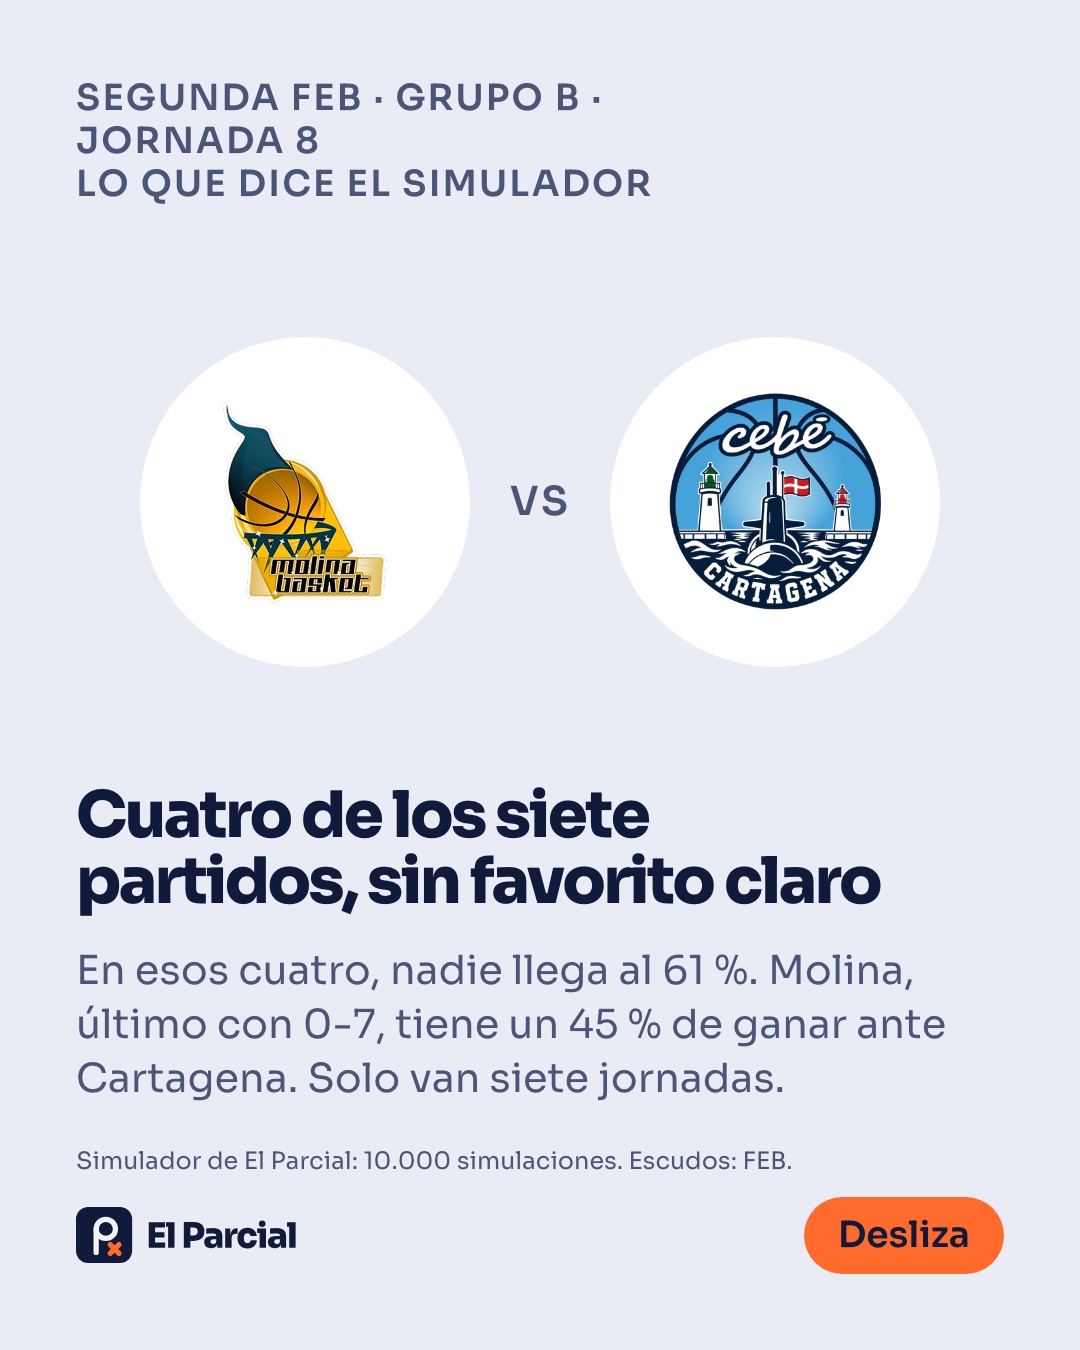 SEGUNDA FEB · GRUPO B ·
JORNADA 8
LO QUE DICE EL SIMULADOR
molina
basket
VS
cebé
CARTAGENA
Cuatro de los siete
partidos, sin favorito claro
En esos cuatro, nadie llega al 61 %. Molina,
último con 0-7, tiene un 45 % de ganar ante
Cartagena. Solo van siete jornadas.
Simulador de El Parcial: 10.000 simulaciones. Escudos: FEB.
El Parcial
Desliza